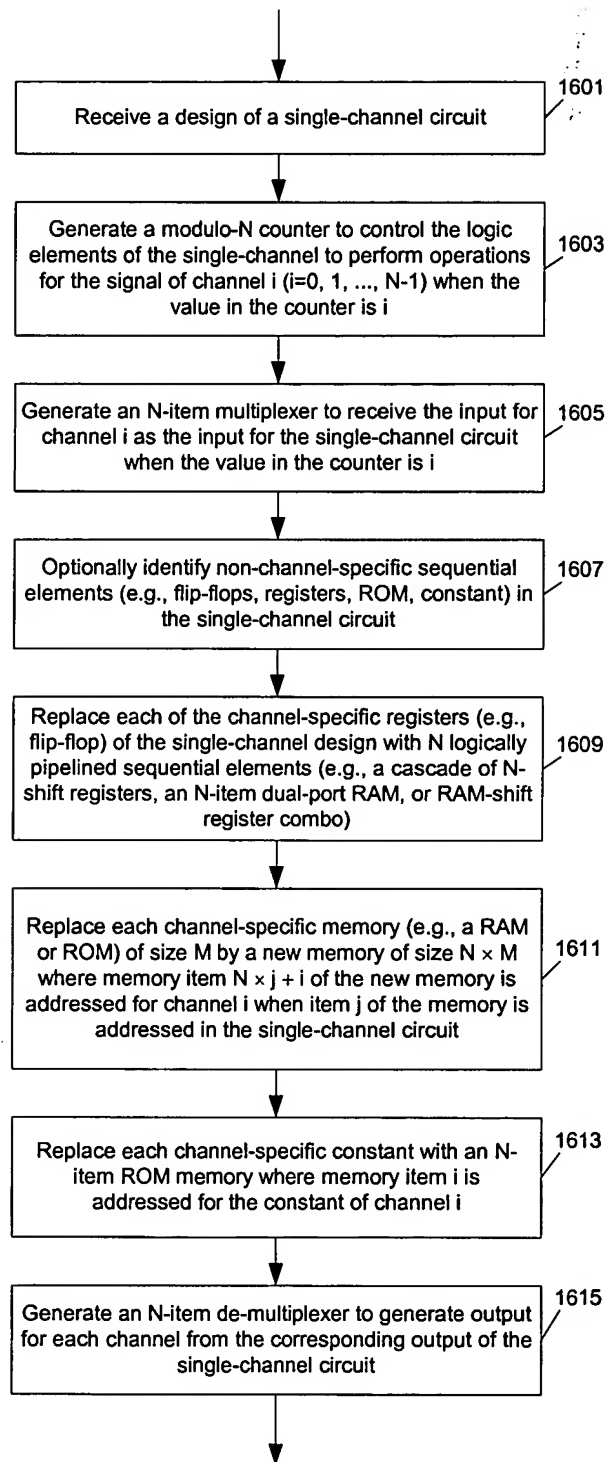 1601
Receive a design of a single-channel circuit
Generate a modulo-N counter to control the logic
elements of the single-channel to perform operations
for the signal of channel i (i=0, 1, ..., N-1) when the
value in the counter is i
1603
Generate an N-item multiplexer to receive the input for
channel i as the input for the single-channel circuit
when the value in the counter is i
1605
Optionally identify non-channel-specific sequential
elements (e.g., flip-flops, registers, ROM, constant) in
the single-channel circuit
1607
Replace each of the channel-specific registers (e.g.,
flip-flop) of the single-channel design with N logically
pipelined sequential elements (e.g., a cascade of N-
shift registers, an N-item dual-port RAM, or RAM-shift
register combo)
1609
Replace each channel-specific memory (e.g., a RAM
or ROM) of size M by a new memory of size N × M
where memory item N × j + i of the new memory is
addressed for channel i when item j of the memory is
addressed in the single-channel circuit
1611
Replace each channel-specific constant with an N-
item ROM memory where memory item i is
addressed for the constant of channel i
1613
Generate an N-item de-multiplexer to generate output
for each channel from the corresponding output of the
single-channel circuit
1615